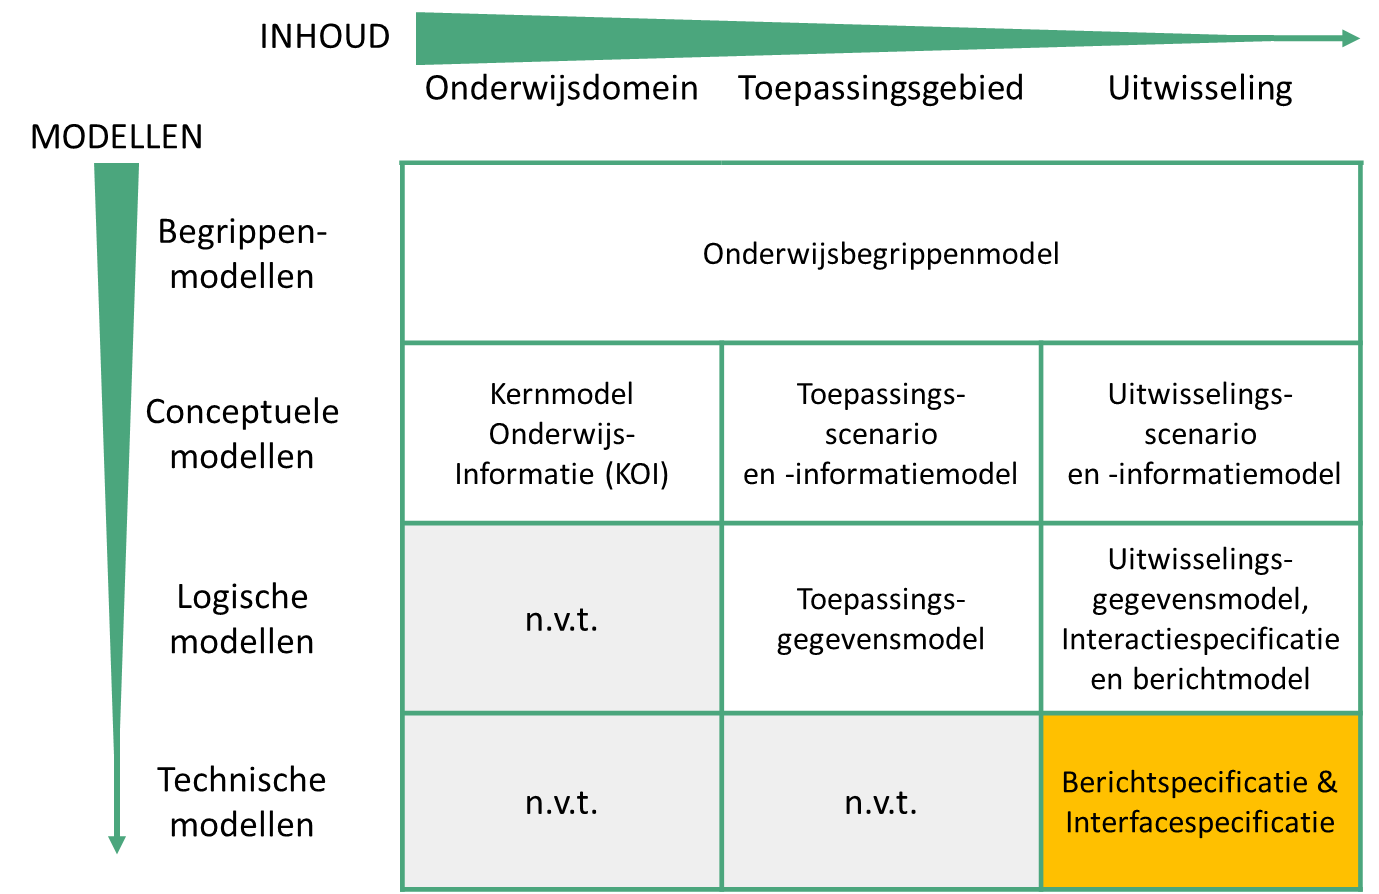 INHOUD
Onderwijsdomein
Toepassingsgebied
Uitwisseling
MODELLEN
Begrippen-
modellen
Onderwijsbegrippenmodel
Conceptuele
modellen
Kernmodel
Onderwijs-
Informatie (KOI)
Toepassings-
scenario
en -informatiemodel
Uitwisselings-
scenario
en -informatiemodel
Logische
modellen
n.v.t.
Toepassings-
gegevensmodel
Uitwisselings-
gegevensmodel,
Interactiespecificatie
en berichtmodel
Technische
modellen
n.v.t.
n.v.t.
Berichtspecificatie &
Interfacespecificatie